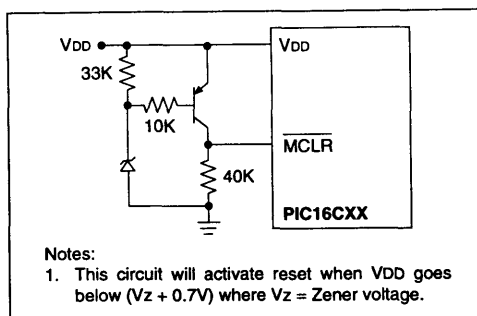 VDD
VDD
33K
10K
MCLR
40K
PIC16CXX
Notes:
1. This circuit will activate reset when VDD goes
below (Vz + 0.7V) where Vz = Zener voltage.